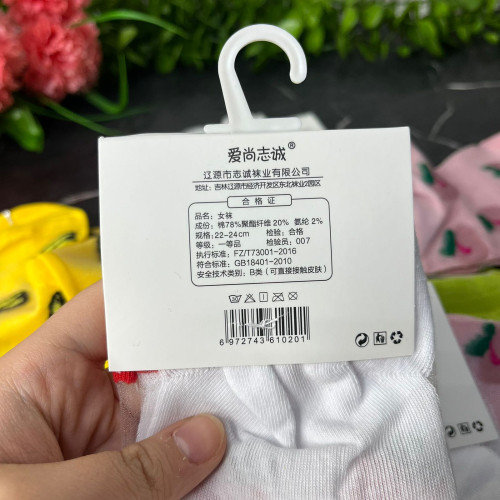 爱尚志诚®
辽源市志诚袜业有限公司
地址：吉林辽源市经济开发区东北袜业2园区
合格证
品名：女袜
成份：棉78%聚酯纤维 20% 氨纶 2%
规格:22-24cm 检验：合格
等级：一等品 检验员：007
执行标准：FZ/T73001-2016
符合标准：GB18401-2010
安全技术类别：B类（可直接接触皮肤）
6 972743 610201